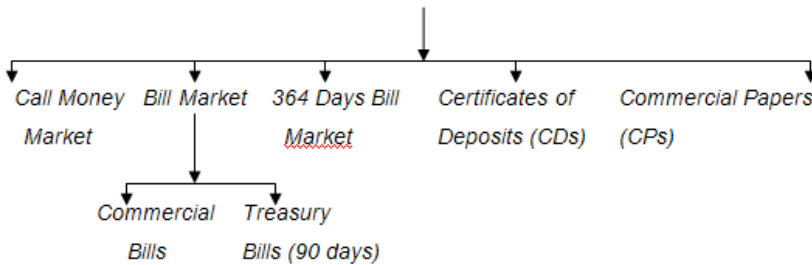 Call Money Bill Market 364 Days Bill Certificates of Commercial Papers
Market Market Deposits (CDs) (CPs)
Commercial Treasury
Bills Bills (90 days)